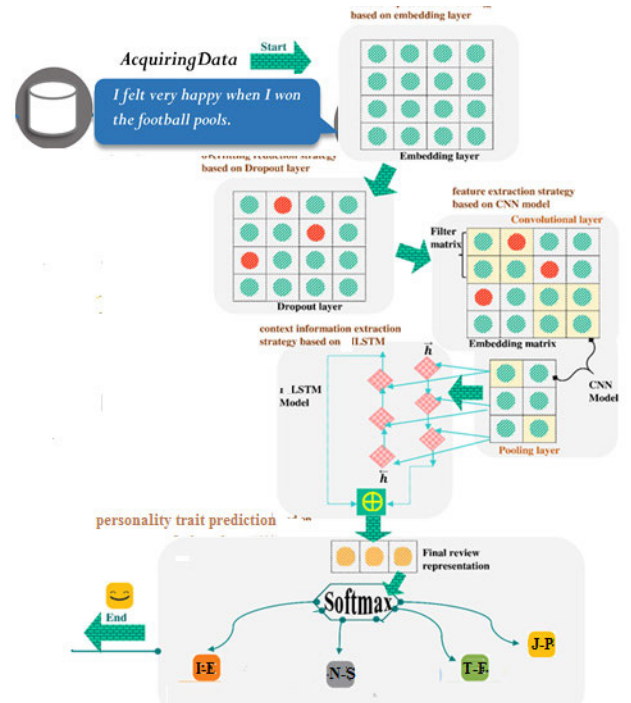 based on embedding layer
Start
AcquiringData
I felt very happy when I won
the football pools.
Embedding layer
based on Dropout layer
Dropout layer
feature extraction strategy
based on CNN model
Convolutional layer
Filter
matrix
Embedding matrix
context information extraction
strategy based on LSTM
h
LSTM
Model
h
CNN
Model
Pooling layer
personality trait prediction
Final review
representation
Softmax
End
I-E
N-S
T-F
J-P